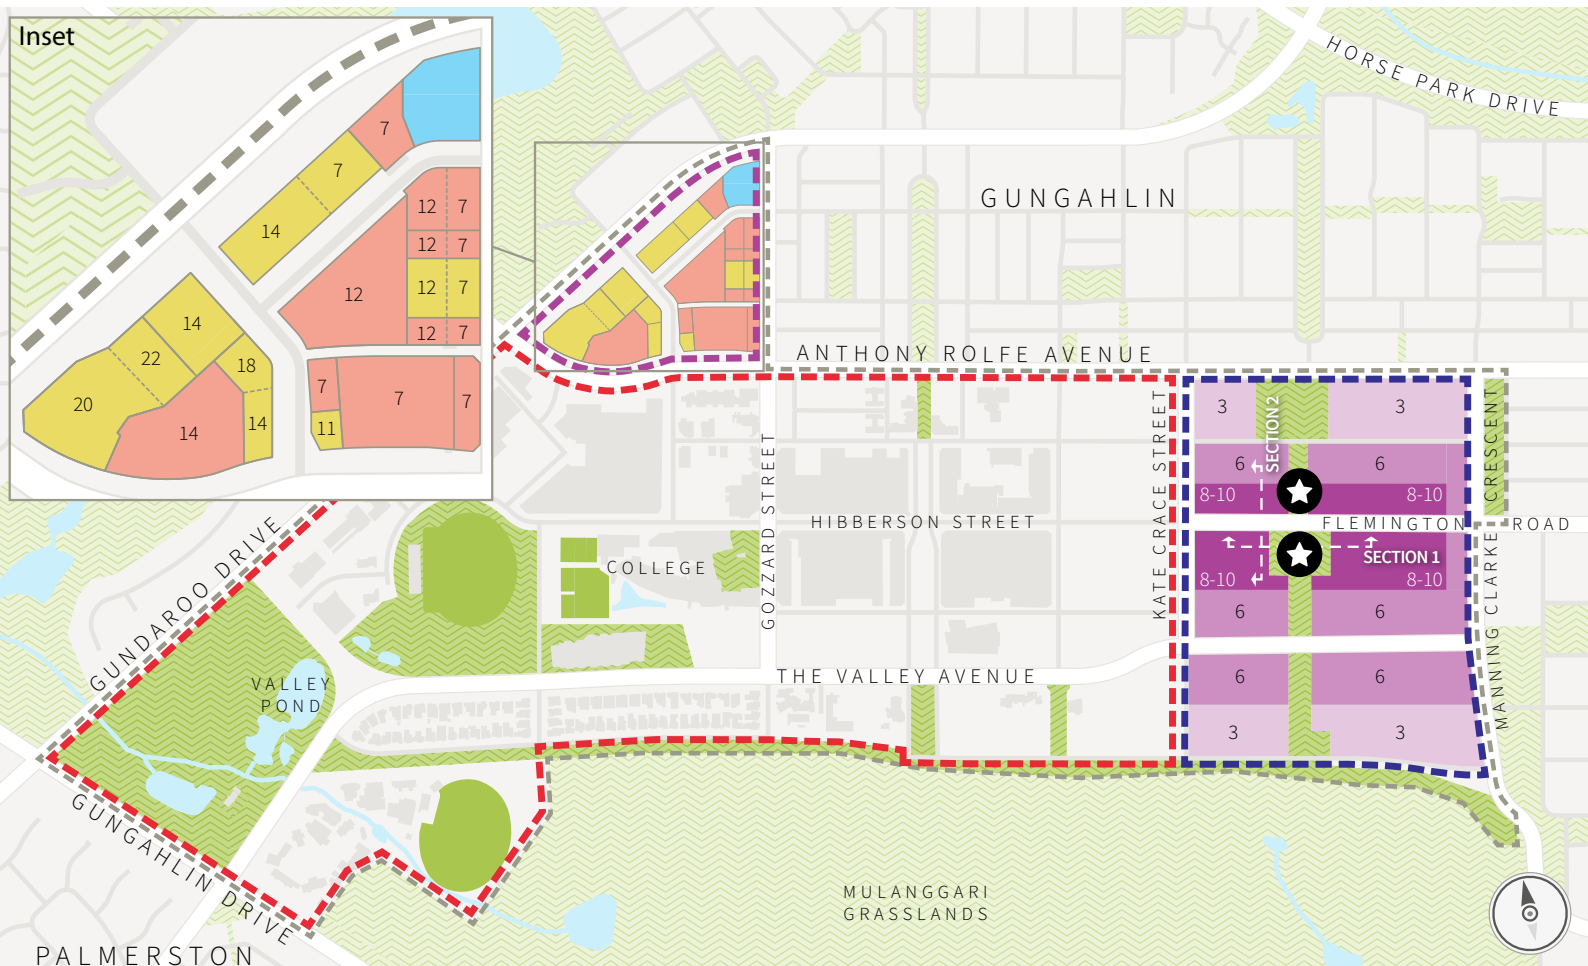 Inset
7
7
14
12
7
12
7
12
12
7
12
7
14
22
18
20
14
14
7
7
7
11
HORSE PARK DRIVE
GUNGAHLIN
ANTHONY ROLFE AVENUE
KATE CRACE STREET
GOZZARD STREET
HIBBERSON STREET
COLLEGE
THE VALLEY AVENUE
GUNDAROO DRIVE
VALLEY
POND
GUNGAHLIN DRIVE
PALMERSTON
MULANGGARI
GRASSLANDS
3
3
SECTION 2
6
6
8-10
8-10
FLEMINGTON ROAD
SECTION 1
8-10
8-10
6
6
6
6
3
3
MANNING CLARKE CRESCENT